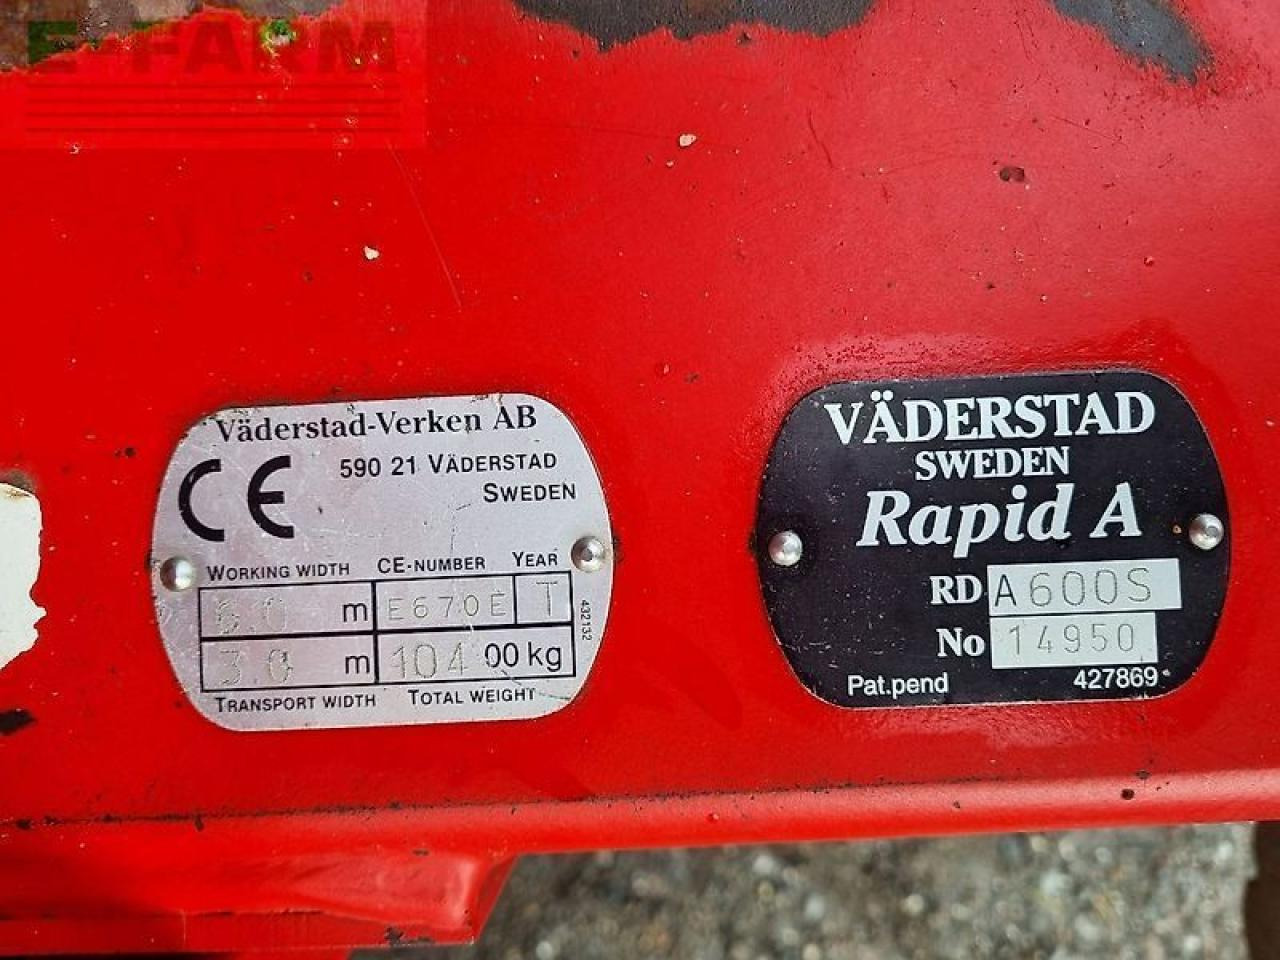 E-FARM
Väderstad-Verken AB
CE 590 21 VÄDERSTAD
SWEDEN
WORKING WIDTH CE-NUMBER YEAR
6.0 m E670E T
3.0 m 104 00 kg
TRANSPORT WIDTH TOTAL WEIGHT
432132
VÄDERSTAD
SWEDEN
Rapid A
RD A600S
No 14950
Pat.pend 427869